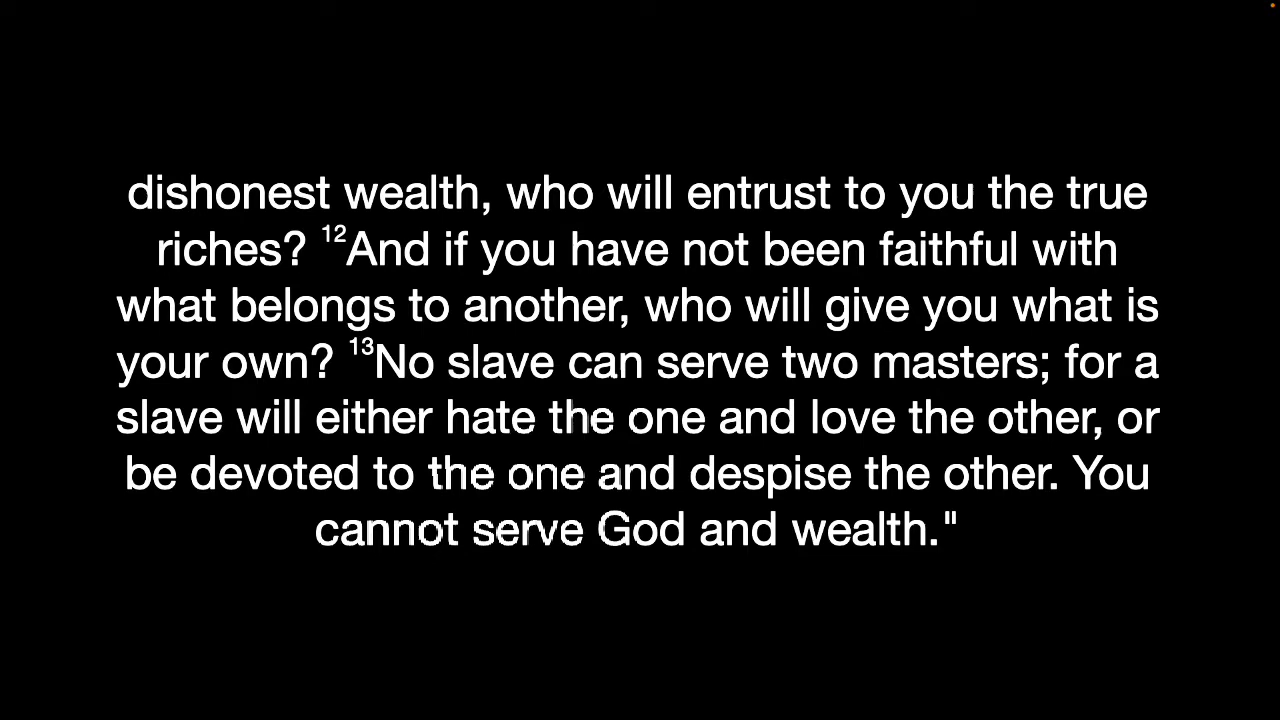 dishonest wealth, who will entrust to you the true
riches? 12And if you have not been faithful with
what belongs to another, who will give you what is
your own? 13No slave can serve two masters; for a
slave will either hate the one and love the other, or
be devoted to the one and despise the other. You
cannot serve God and wealth."